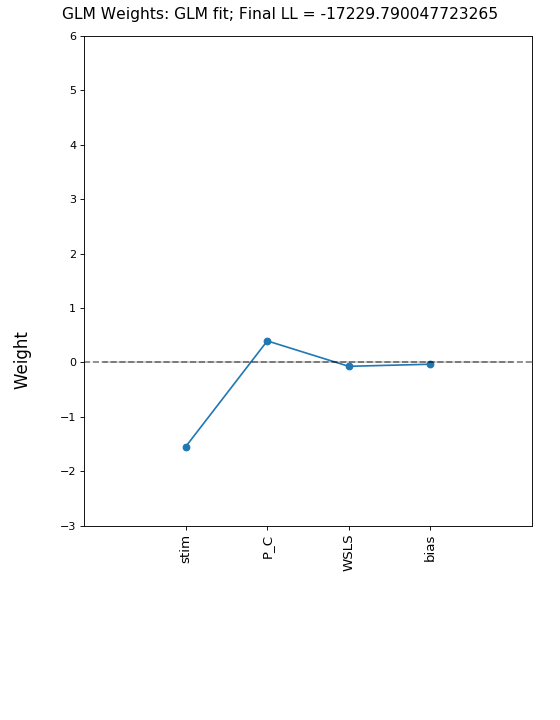 GLM Weights: GLM fit; Final LL = -17229.790047723265
6
5
4
3
2
1
0
−1
−2
−3
Weight
stim
P_C
WSLS
bias